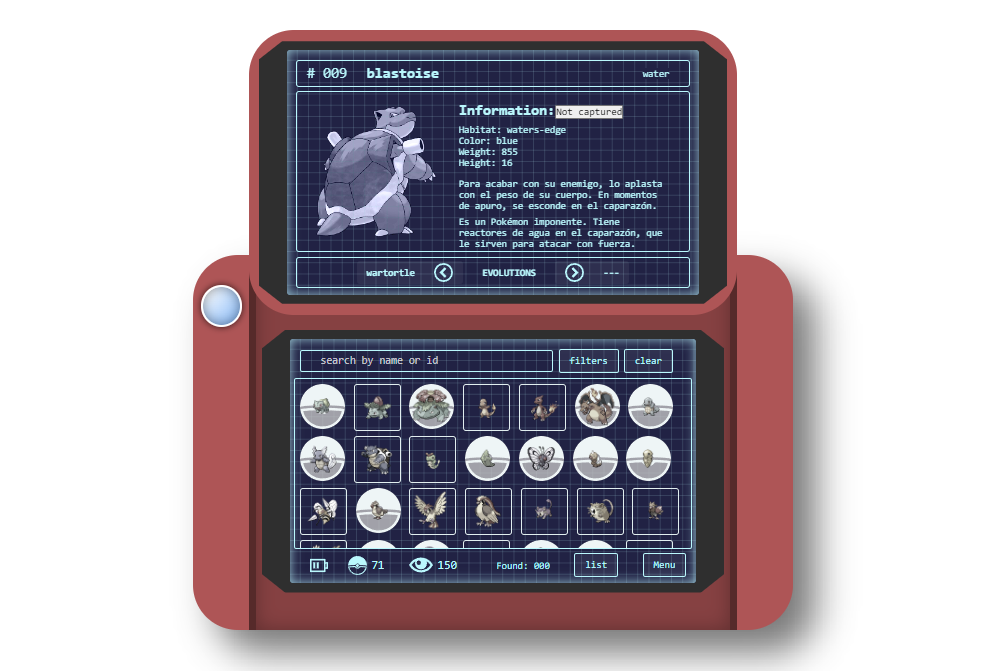 # 009 blastoise water
Information: Not captured
Habitat: waters-edge
Color: blue
Weight: 855
Height: 16
Para acabar con su enemigo, lo aplasta
con el peso de su cuerpo. En momentos
de apuro, se esconde en el caparazón.
Es un Pokémon imponente. Tiene
reactores de agua en el caparazón, que
le sirven para atacar con fuerza.
wartortle EVOLUTIONS ---
search by name or id filters clear
71 150 Found: 000 list Menu